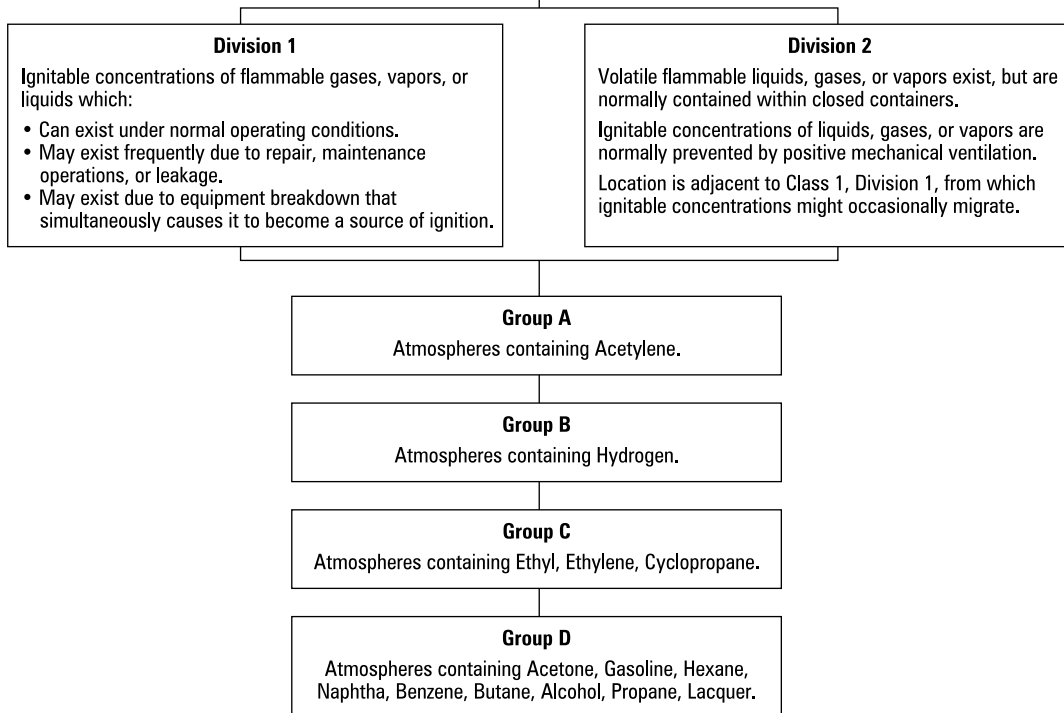 Division 1
Ignitable concentrations of flammable gases, vapors, or
liquids which:
• Can exist under normal operating conditions.
• May exist frequently due to repair, maintenance
operations, or leakage.
• May exist due to equipment breakdown that
simultaneously causes it to become a source of ignition.
Division 2
Volatile flammable liquids, gases, or vapors exist, but are
normally contained within closed containers.
Ignitable concentrations of liquids, gases, or vapors are
normally prevented by positive mechanical ventilation.
Location is adjacent to Class 1, Division 1, from which
ignitable concentrations might occasionally migrate.
Group A
Atmospheres containing Acetylene.
Group B
Atmospheres containing Hydrogen.
Group C
Atmospheres containing Ethyl, Ethylene, Cyclopropane.
Group D
Atmospheres containing Acetone, Gasoline, Hexane,
Naphtha, Benzene, Butane, Alcohol, Propane, Lacquer.